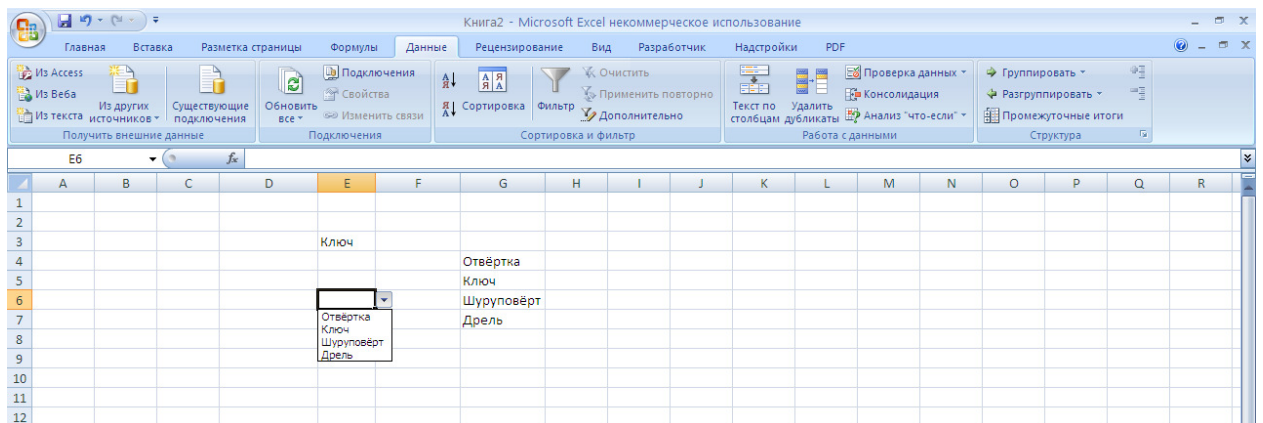 Книга2 - Microsoft Excel некоммерческое использование
Главная Вставка Разметка страницы Формулы Данные Рецензирование Вид Разработчик Надстройки PDF
Из Access Подключения Очистить Проверка данных Группировать
Из Веба Свойства Применить повторно Консолидация Разгруппировать
Из текста Из других источников Существующие подключения Обновить все Изменить связи Сортировка Фильтр Дополнительно Текст по столбцам Удалить дубликаты Анализ "что-если" Промежуточные итоги
Получить внешние данные Подключения Сортировка и фильтр Работа с данными Структура
E6 fx
A B C D E F G H I J K L M N O P Q R
1
2
3 Ключ
4 Отвёртка
5 Ключ
6 Шуруповёрт
7 Отвёртка Дрель
Ключ
8 Шуруповёрт
9 Дрель
10
11
12